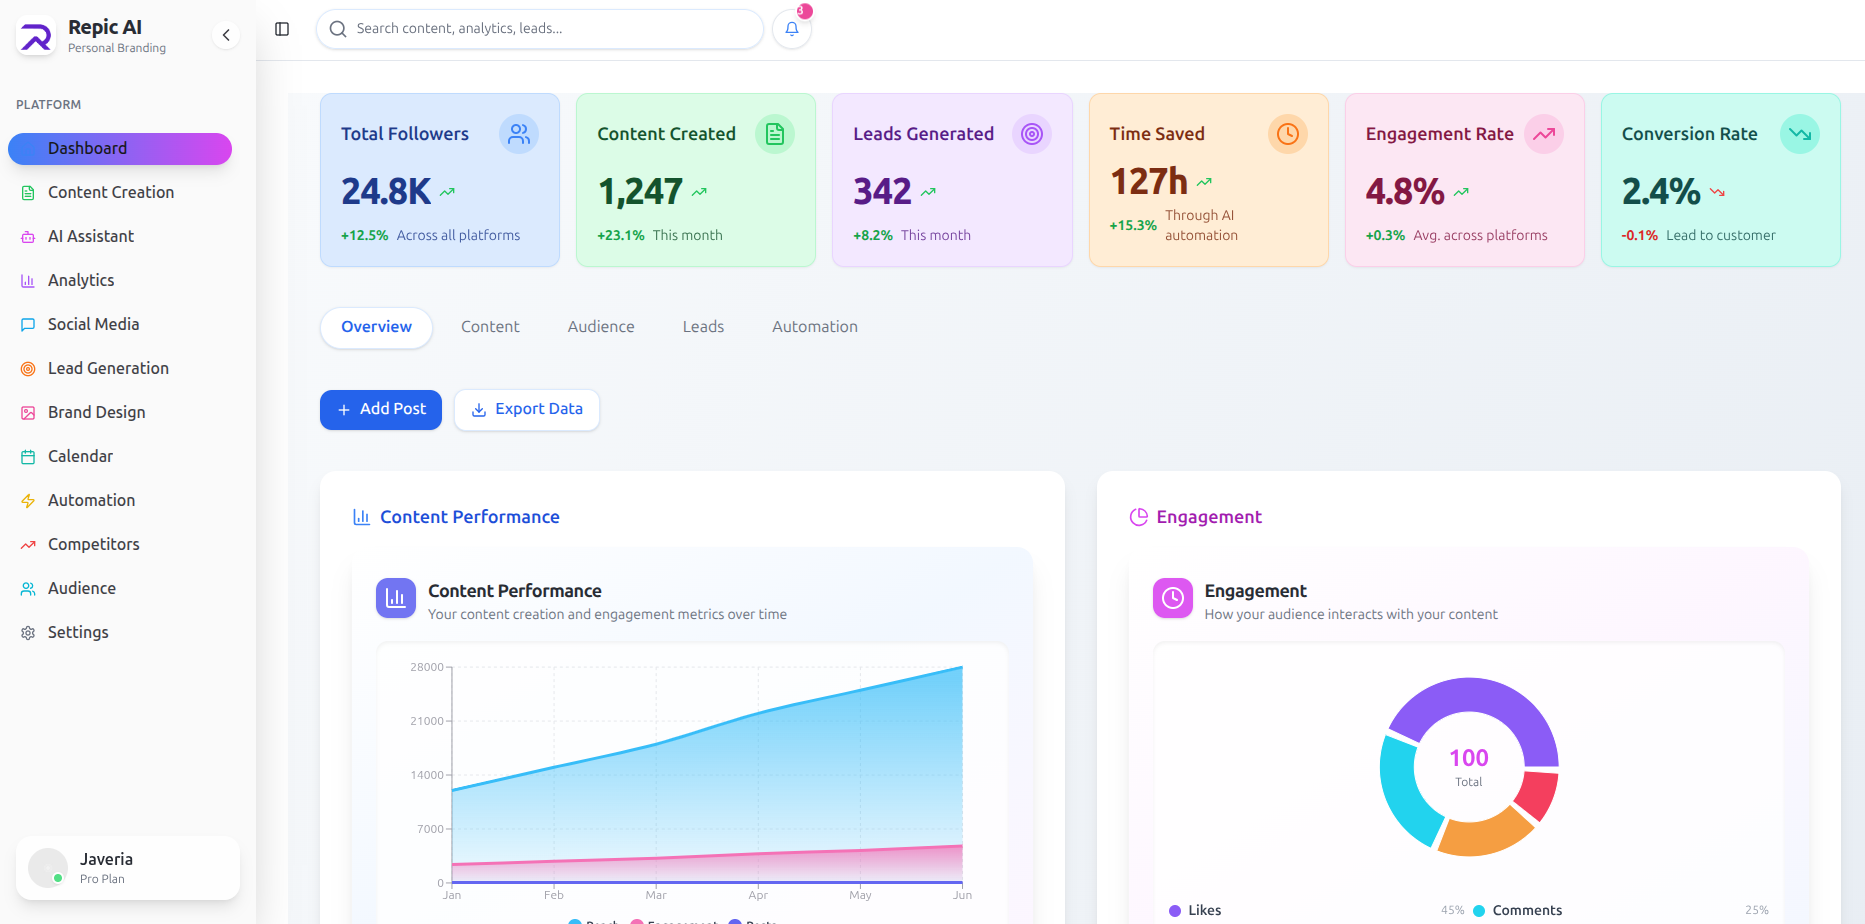 Repic AI
Personal Branding
Search content, analytics, leads...
3
PLATFORM
Dashboard
Content Creation
AI Assistant
Analytics
Social Media
Lead Generation
Brand Design
Calendar
Automation
Competitors
Audience
Settings
Javeria
Pro Plan
Total Followers
24.8K
+12.5% Across all platforms
Content Created
1,247
+23.1% This month
Leads Generated
342
+8.2% This month
Time Saved
127h
+15.3% Through AI
automation
Engagement Rate
4.8%
+0.3% Avg. across platforms
Conversion Rate
2.4%
-0.1% Lead to customer
Overview Content Audience Leads Automation
+ Add Post Export Data
Content Performance
Content Performance
Your content creation and engagement metrics over time
28000
21000
14000
7000
0
Jan Feb Mar Apr May Jun
Reach Engagement Posts
Engagement
Engagement
How your audience interacts with your content
100
Total
Likes 45% Comments 25%